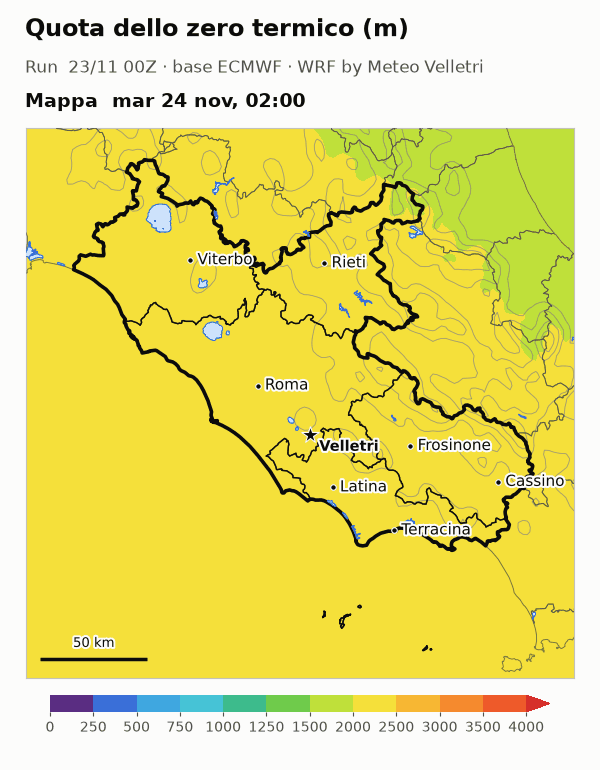 Quota dello zero termico (m)
Run 23/11 00Z · base ECMWF · WRF by Meteo Velletri
Mappa mar 24 nov, 02:00
Viterbo
Rieti
Roma
Velletri
Frosinone
Cassino
Latina
Terracina
50 km
0 250 500 750 1000 1250 1500 2000 2500 3000 3500 4000